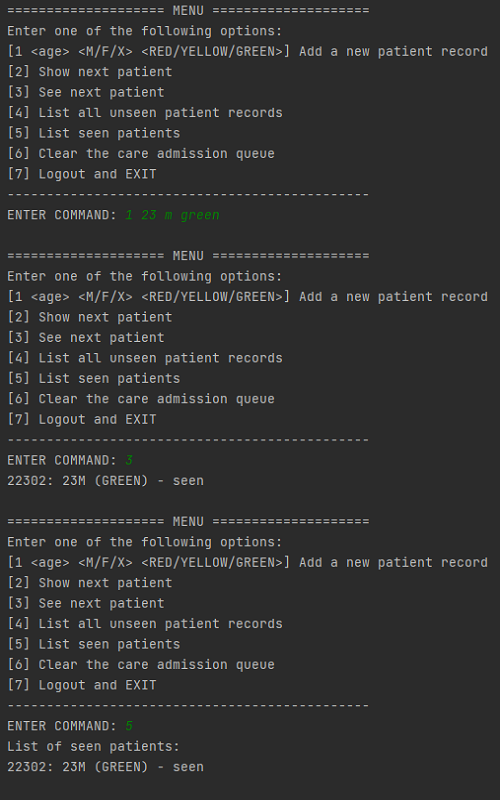 ==================== MENU ====================
Enter one of the following options:
[1 <age> <M/F/X> <RED/YELLOW/GREEN>] Add a new patient record
[2] Show next patient
[3] See next patient
[4] List all unseen patient records
[5] List seen patients
[6] Clear the care admission queue
[7] Logout and EXIT
----------------------------------------------
ENTER COMMAND: 1 23 m green
==================== MENU ====================
Enter one of the following options:
[1 <age> <M/F/X> <RED/YELLOW/GREEN>] Add a new patient record
[2] Show next patient
[3] See next patient
[4] List all unseen patient records
[5] List seen patients
[6] Clear the care admission queue
[7] Logout and EXIT
----------------------------------------------
ENTER COMMAND: 3
22302: 23M (GREEN) - seen
==================== MENU ====================
Enter one of the following options:
[1 <age> <M/F/X> <RED/YELLOW/GREEN>] Add a new patient record
[2] Show next patient
[3] See next patient
[4] List all unseen patient records
[5] List seen patients
[6] Clear the care admission queue
[7] Logout and EXIT
----------------------------------------------
ENTER COMMAND: 5
List of seen patients:
22302: 23M (GREEN) - seen